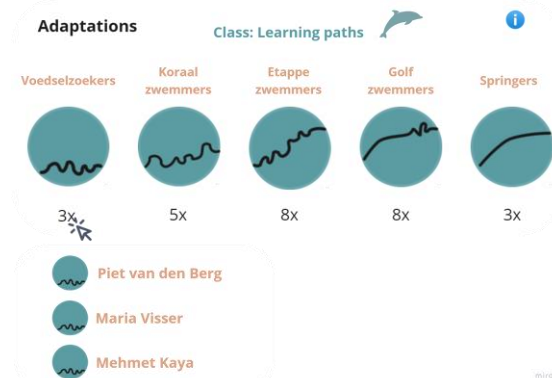 Adaptations
Class: Learning paths
i
Voedselzoekers
Koraal
zwemmers
Etappe
zwemmers
Golf
zwemmers
Springers
3x
5x
8x
8x
3x
Piet van den Berg
Maria Visser
Mehmet Kaya
miro